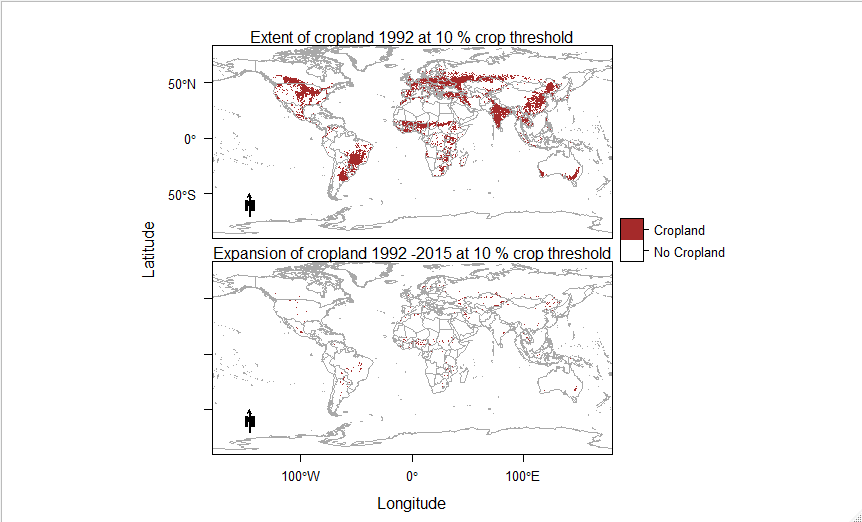 Extent of cropland 1992 at 10 % crop threshold
50°N
0°
50°S
Latitude
Cropland
No Cropland
Expansion of cropland 1992 -2015 at 10 % crop threshold
100°W
0°
100°E
Longitude